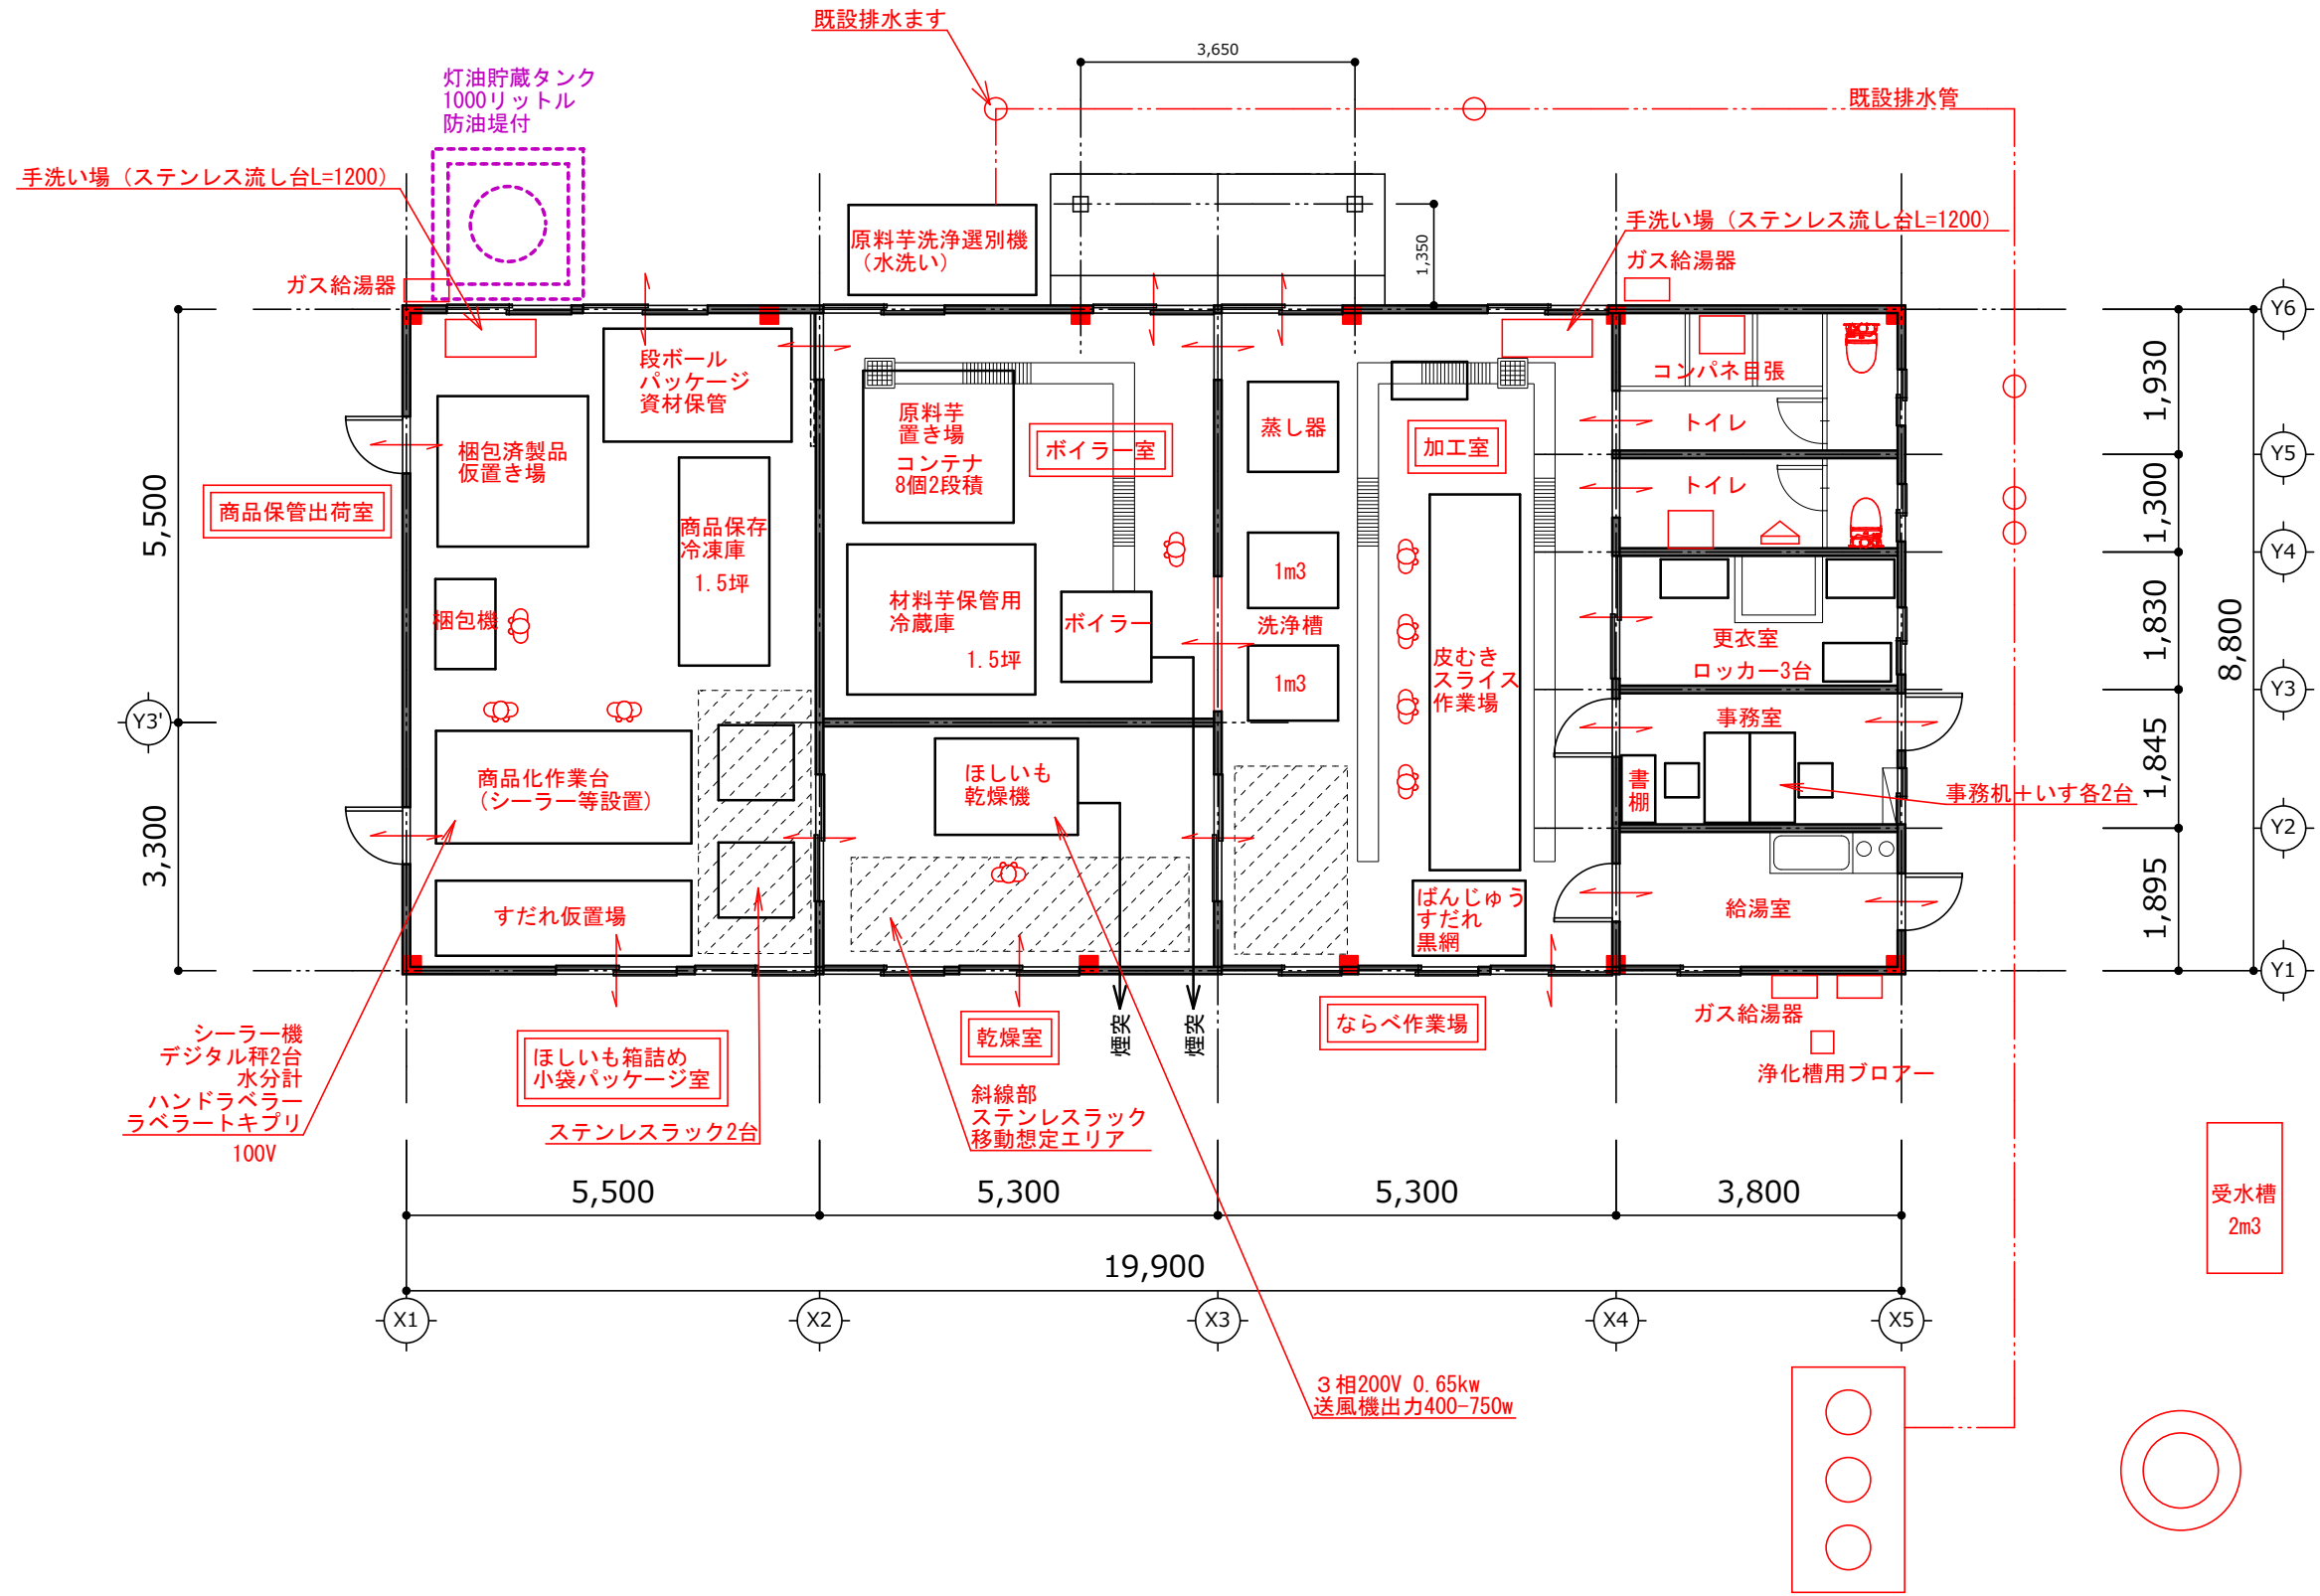 既設排水ます
3,650
灯油貯蔵タンク
1000リットル
防油堤付
既設排水管
手洗い場（ステンレス流し台L=1200）
原料芋洗浄選別機
（水洗い）
1,350
手洗い場（ステンレス流し台L=1200）
ガス給湯器
ガス給湯器
Y6
段ボール
パッケージ
資材保管
コンパネ目張
1,930
原料芋
置き場
コンテナ
8個2段積
ボイラー室
蒸し器
加工室
トイレ
梱包済製品
仮置き場
Y5
商品保管出荷室
5,500
商品保存
冷凍庫
1.5坪
トイレ
1,300
Y4
1m3
梱包機
材料芋保管用
冷蔵庫
1.5坪
ボイラー
洗浄槽
1m3
皮むき
スライス
作業場
更衣室
ロッカー3台
1,830
8,800
Y3
Y3'
事務室
商品化作業台
（シーラー等設置）
ほしいも
乾燥機
書
棚
事務机＋いす各2台
1,845
Y2
3,300
すだれ仮置場
ばんじゅう
すだれ
黒網
給湯室
1,895
Y1
シーラー機
デジタル秤2台
水分計
ハンドラベラー
ラベラートキプリ
100V
ほしいも箱詰め
小袋パッケージ室
ステンレスラック2台
乾燥室
斜線部
ステンレスラック
移動想定エリア
煙突
煙突
ならべ作業場
ガス給湯器
浄化槽用ブロアー
受水槽
2m3
5,500
5,300
5,300
3,800
19,900
X1
X2
X3
X4
X5
３相200V 0.65kw
送風機出力400-750w